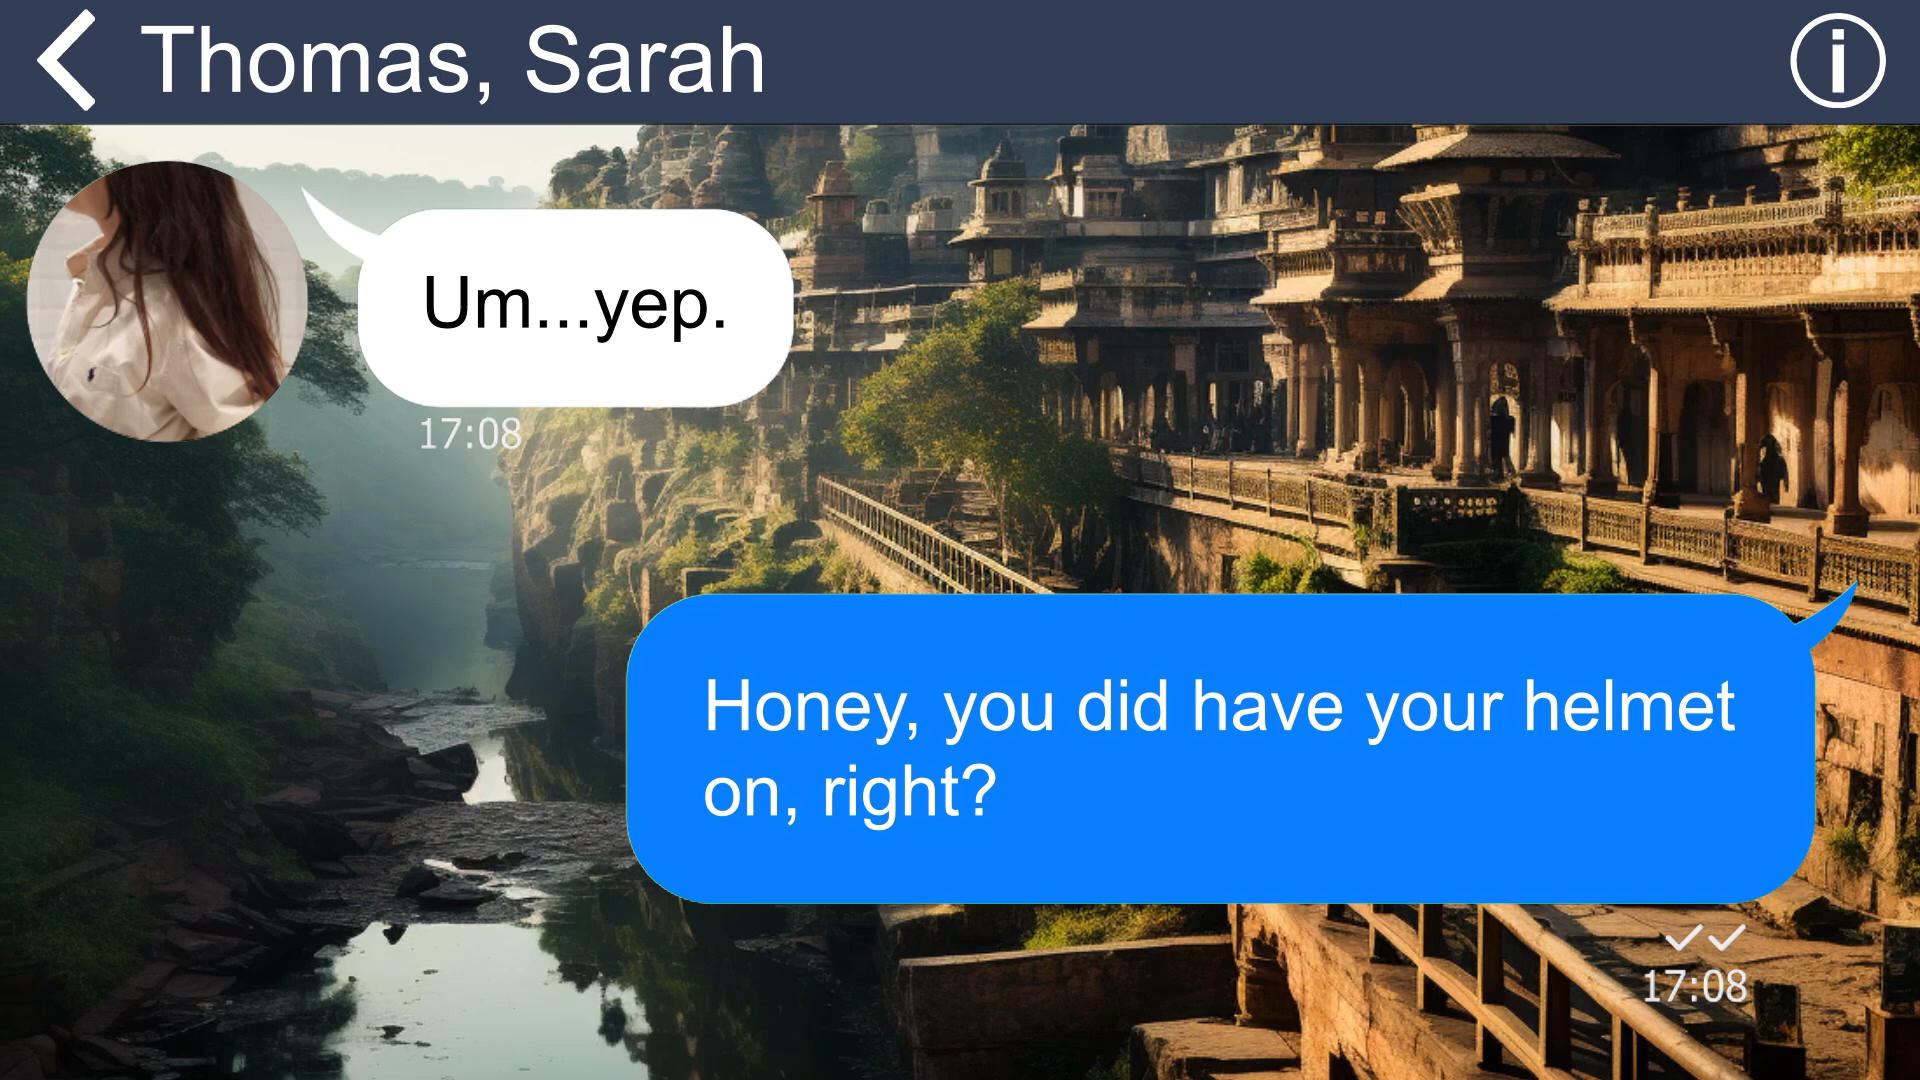 Thomas, Sarah
Um...yep.
17:08
Honey, you did have your helmet
on, right?
17:08